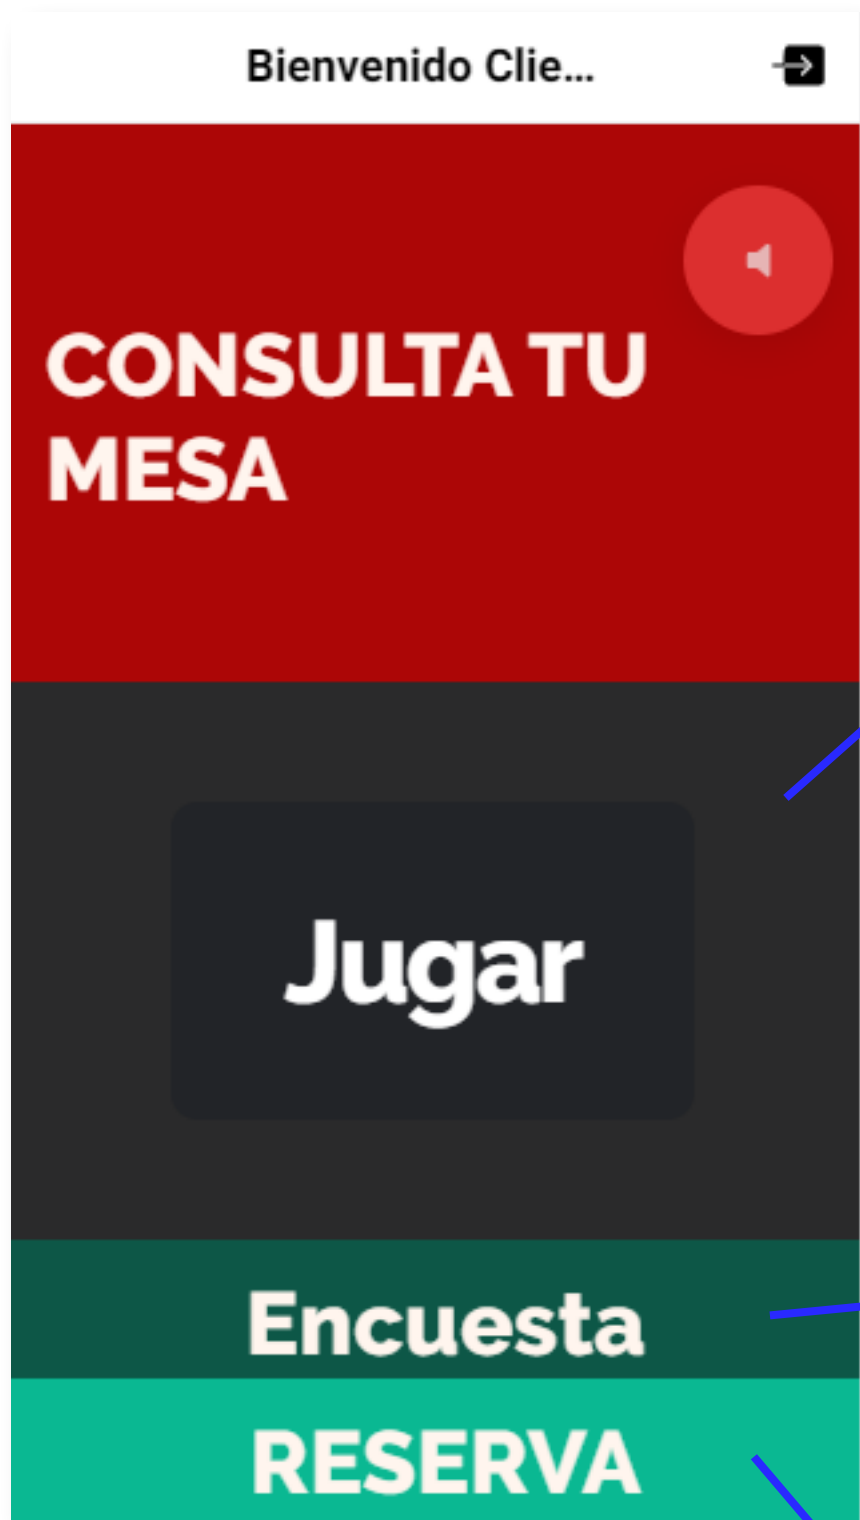 Bienvenido Clie...
CONSULTA TU
MESA
Jugar
Encuesta
RESERVA